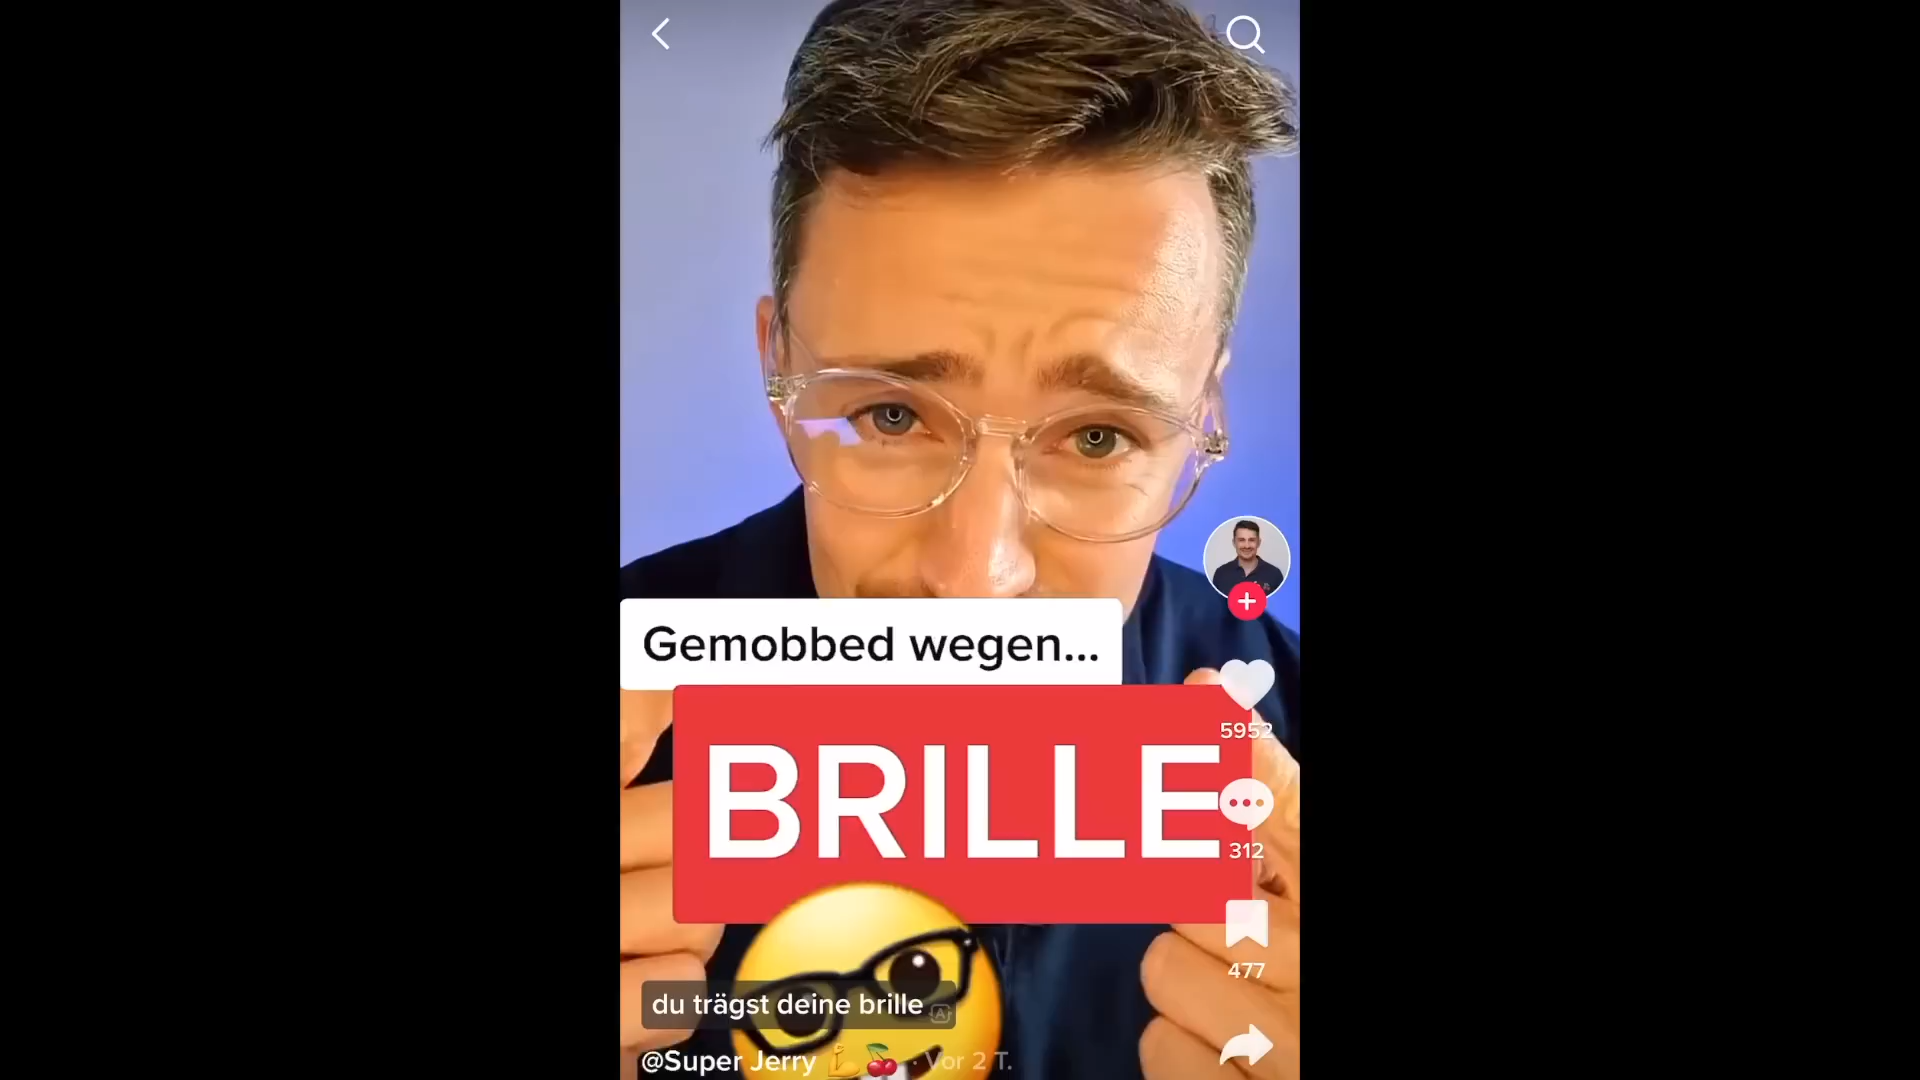 Gemobbed wegen...
BRILLE
5952
312
477
du trägst deine brille
@Super Jerry 💪🍒 · Vor 2 T.